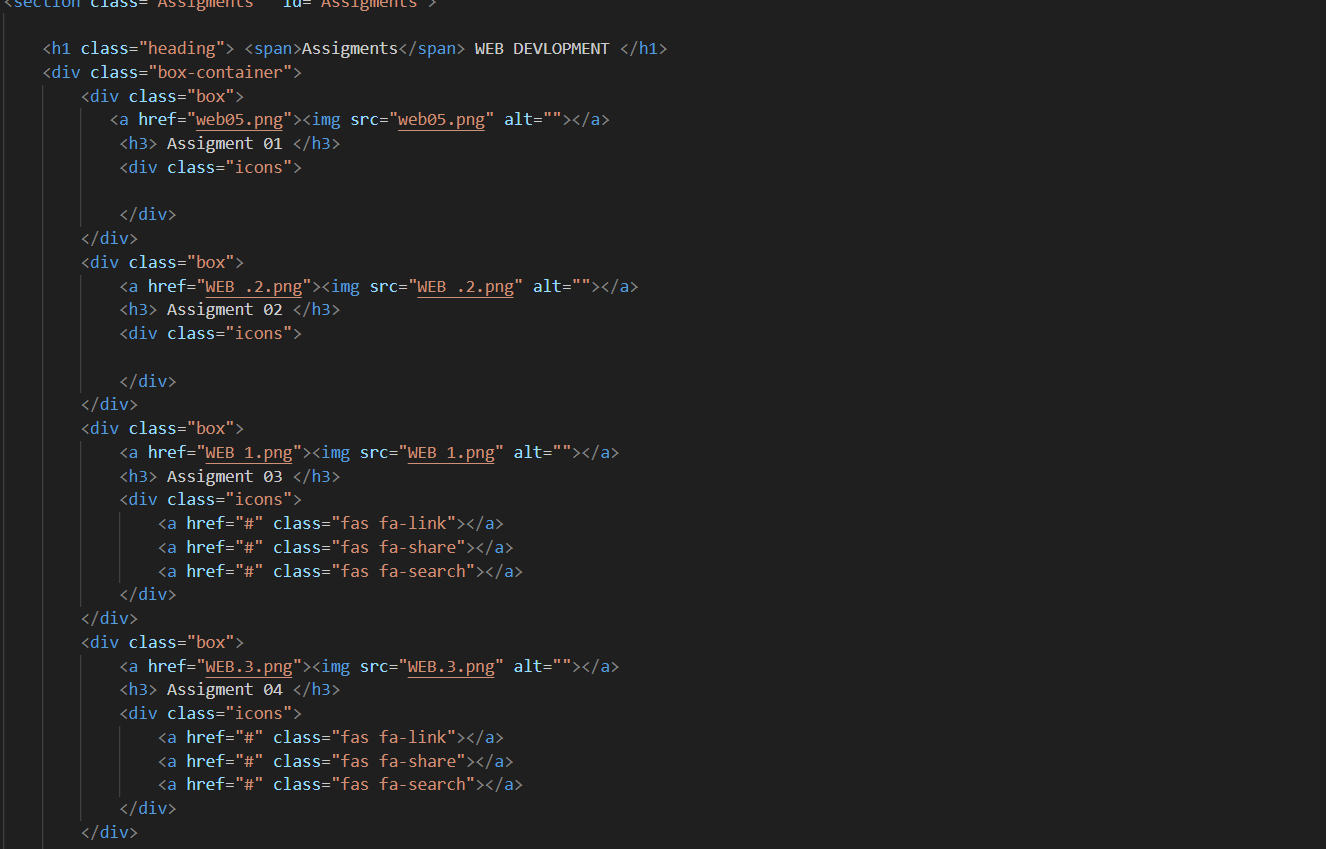 <section class="Assigments"  id="Assigments">
<h1 class="heading"> <span>Assigments</span> WEB DEVLOPMENT </h1>
<div class="box-container">
<div class="box">
<a href="web05.png"><img src="web05.png" alt=""></a>
<h3> Assigment 01 </h3>
<div class="icons">
</div>
</div>
<div class="box">
<a href="WEB .2.png"><img src="WEB .2.png" alt=""></a>
<h3> Assigment 02 </h3>
<div class="icons">
</div>
</div>
<div class="box">
<a href="WEB 1.png"><img src="WEB 1.png" alt=""></a>
<h3> Assigment 03 </h3>
<div class="icons">
<a href="#" class="fas fa-link"></a>
<a href="#" class="fas fa-share"></a>
<a href="#" class="fas fa-search"></a>
</div>
</div>
<div class="box">
<a href="WEB.3.png"><img src="WEB.3.png" alt=""></a>
<h3> Assigment 04 </h3>
<div class="icons">
<a href="#" class="fas fa-link"></a>
<a href="#" class="fas fa-share"></a>
<a href="#" class="fas fa-search"></a>
</div>
</div>